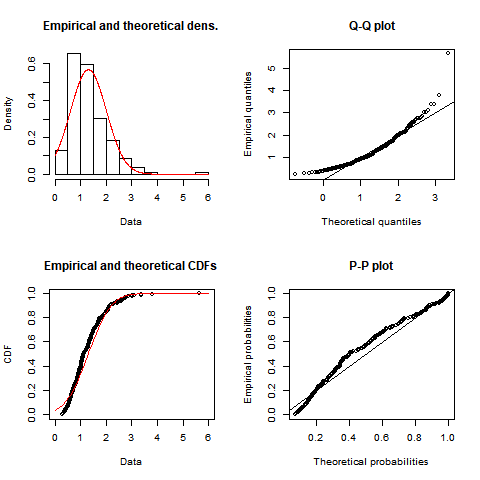 Empirical and theoretical dens.
Density
0.0 0.2 0.4 0.6
0 1 2 3 4 5 6
Data
Q-Q plot
Empirical quantiles
1 2 3 4 5
0 1 2 3
Theoretical quantiles
Empirical and theoretical CDFs
CDF
0.0 0.2 0.4 0.6 0.8 1.0
0 1 2 3 4 5 6
Data
P-P plot
Empirical probabilities
0.0 0.2 0.4 0.6 0.8 1.0
0.2 0.4 0.6 0.8 1.0
Theoretical probabilities